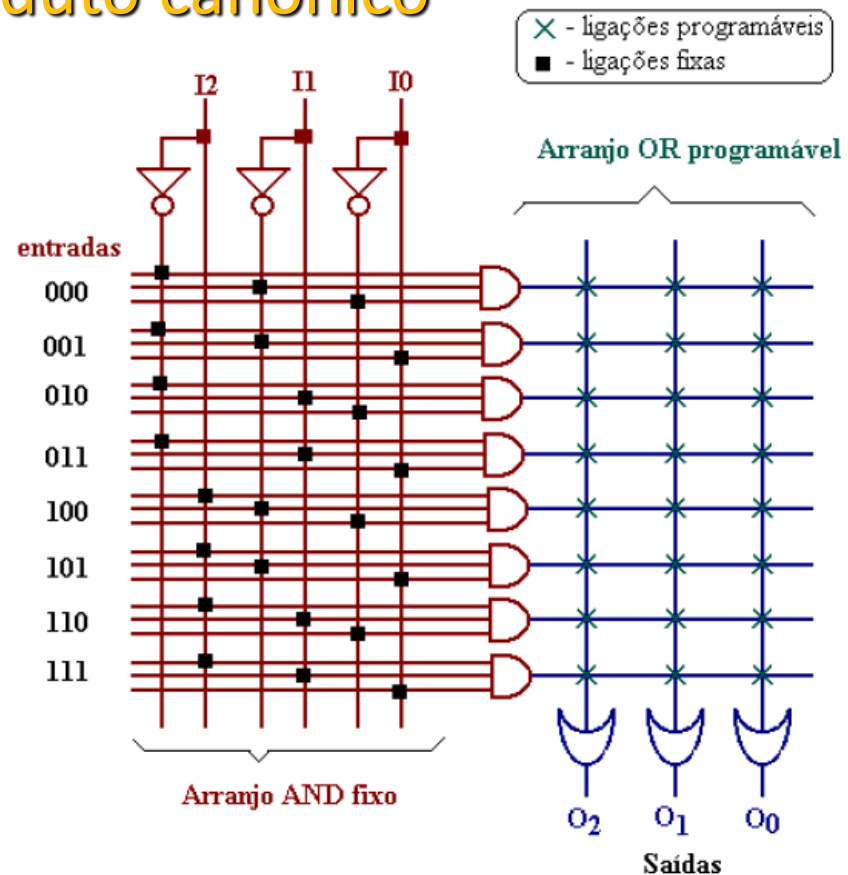 canônico
× - ligações programáveis
■ - ligações fixas
I2 I1 I0
Arranjo OR programável
entradas
000
001
010
011
100
101
110
111
Arranjo AND fixo
O2 O1 O0
Saídas